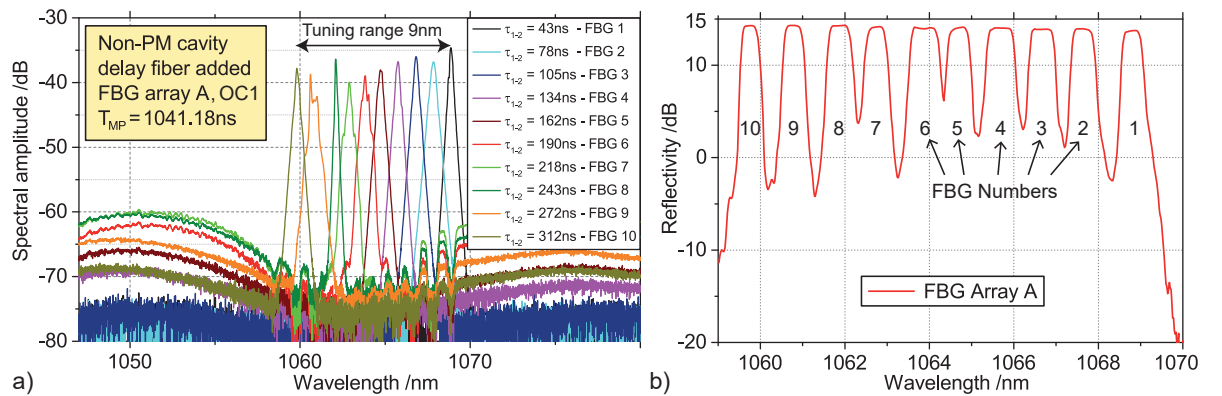 Non-PM cavity
delay fiber added
FBG array A, OC1
T_MP = 1041.18ns
Tuning range 9nm
τ1-2 = 43ns - FBG 1
τ1-2 = 78ns - FBG 2
τ1-2 = 105ns - FBG 3
τ1-2 = 134ns - FBG 4
τ1-2 = 162ns - FBG 5
τ1-2 = 190ns - FBG 6
τ1-2 = 218ns - FBG 7
τ1-2 = 243ns - FBG 8
τ1-2 = 272ns - FBG 9
τ1-2 = 312ns - FBG 10
Spectral amplitude /dB
-30
-40
-50
-60
-70
-80
1050 1060 1070
Wavelength /nm
a)
Reflectivity /dB
15
10
0
-10
-20
10 9 8 7 6 5 4 3 2 1
FBG Numbers
FBG Array A
1060 1062 1064 1066 1068 1070
Wavelength /nm
b)